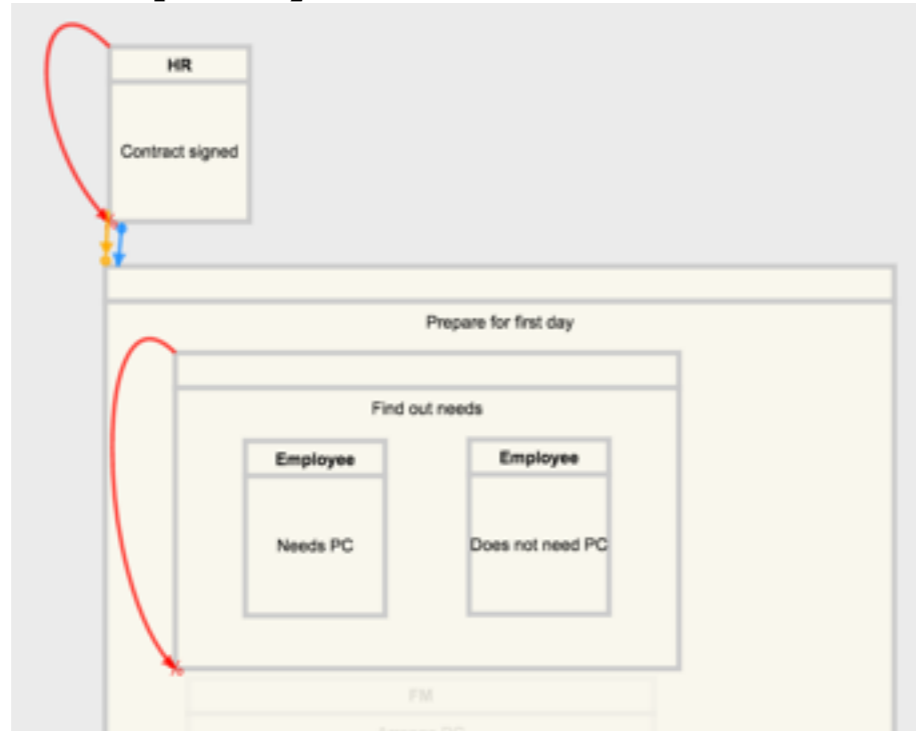 HR
Contract signed
Prepare for first day
Find out needs
Employee
Employee
Needs PC
Does not need PC
FM